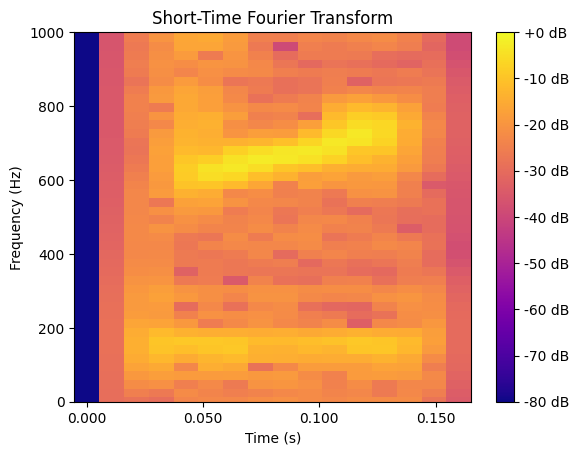 Short-Time Fourier Transform
1000
800
600
400
200
0
Frequency (Hz)
0.000
0.050
0.100
0.150
Time (s)
+0 dB
-10 dB
-20 dB
-30 dB
-40 dB
-50 dB
-60 dB
-70 dB
-80 dB